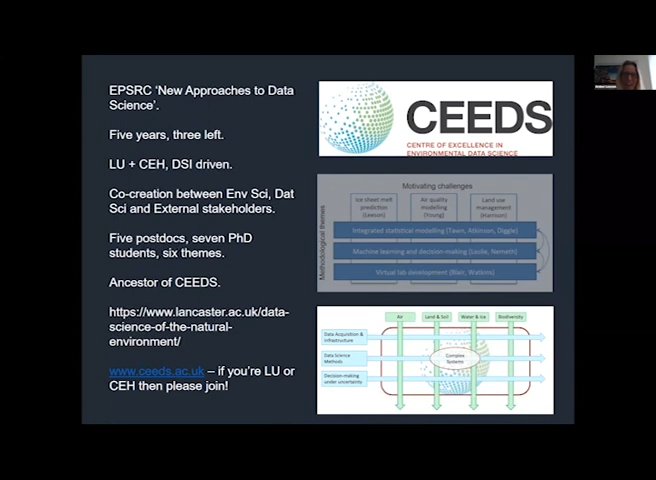 EPSRC 'New Approaches to Data
Science'.
Five years, three left.
LU + CEH, DSI driven.
Co-creation between Env Sci, Dat
Sci and External stakeholders.
Five postdocs, seven PhD
students, six themes.
Ancestor of CEEDS.
https://www.lancaster.ac.uk/data-
science-of-the-natural-
environment/
www.ceeds.ac.uk – if you're LU or
CEH then please join!
CEEDS
CENTRE OF EXCELLENCE IN
ENVIRONMENTAL DATA SCIENCE
Motivating challenges
Methodological themes
Ice sheet melt
prediction
(Leeson)
Air quality
modelling
(Young)
Land use
management
(Harrison)
Integrated statistical modelling (Tawn, Atkinson, Diggle)
Machine learning and decision-making (Leslie, Nemeth)
Virtual lab development (Blair, Watkins)
Air
Land & Soil
Water & Ice
Biodiversity
Data Acquisition &
Infrastructure
Data Science
Methods
Decision-making
under uncertainty
Complex
Systems